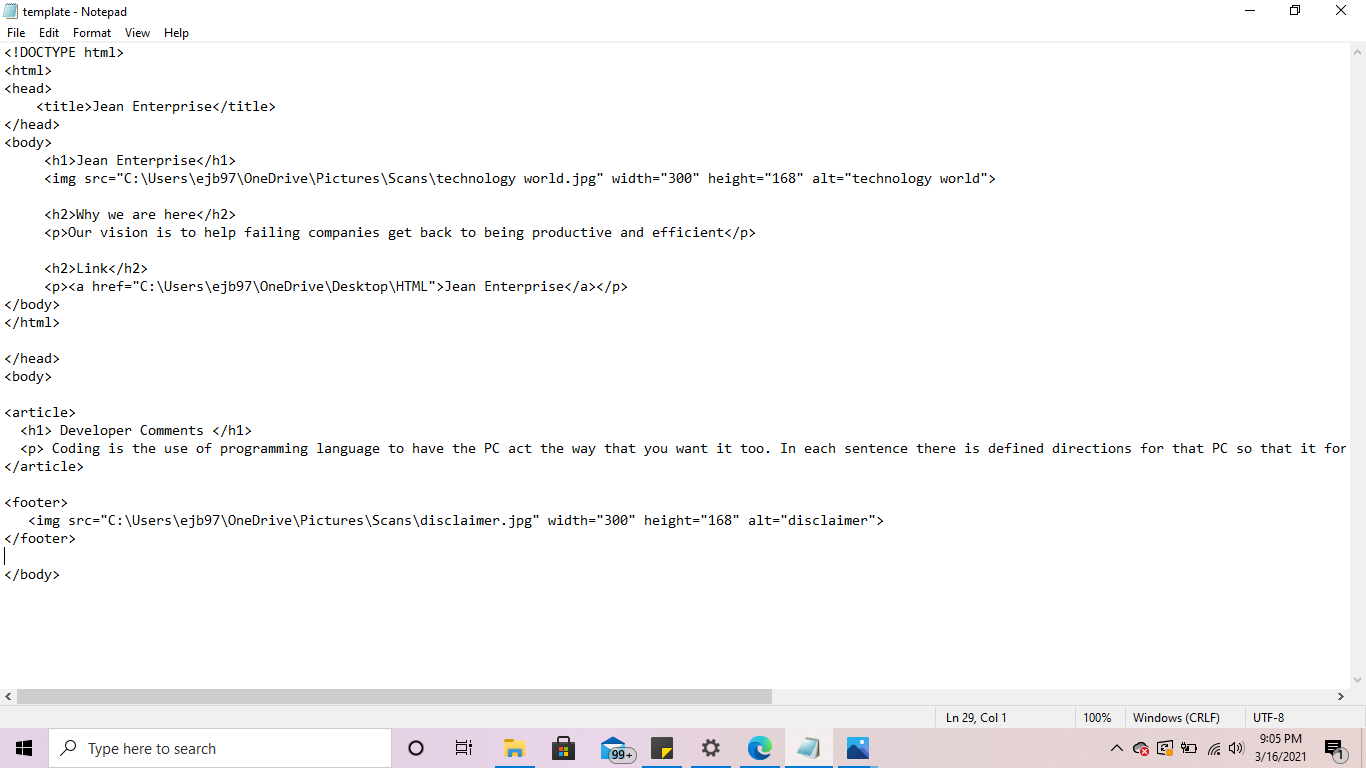 template - Notepad
File Edit Format View Help
<!DOCTYPE html>
<html>
<head>
    <title>Jean Enterprise</title>
</head>
<body>
     <h1>Jean Enterprise</h1>
     <img src="C:\Users\ejb97\OneDrive\Pictures\Scans\technology world.jpg" width="300" height="168" alt="technology world">

     <h2>Why we are here</h2>
     <p>Our vision is to help failing companies get back to being productive and efficient</p>

     <h2>Link</h2>
     <p><a href="C:\Users\ejb97\OneDrive\Desktop\HTML">Jean Enterprise</a></p>
</body>
</html>

</head>
<body>

<article>
  <h1> Developer Comments </h1>
  <p> Coding is the use of programming language to have the PC act the way that you want it too. In each sentence there is defined directions for that PC so that it for
</article>

<footer>
   <img src="C:\Users\ejb97\OneDrive\Pictures\Scans\disclaimer.jpg" width="300" height="168" alt="disclaimer">
</footer>

</body>
Ln 29, Col 1 100% Windows (CRLF) UTF-8
Type here to search
99+
9:05 PM
3/16/2021
1